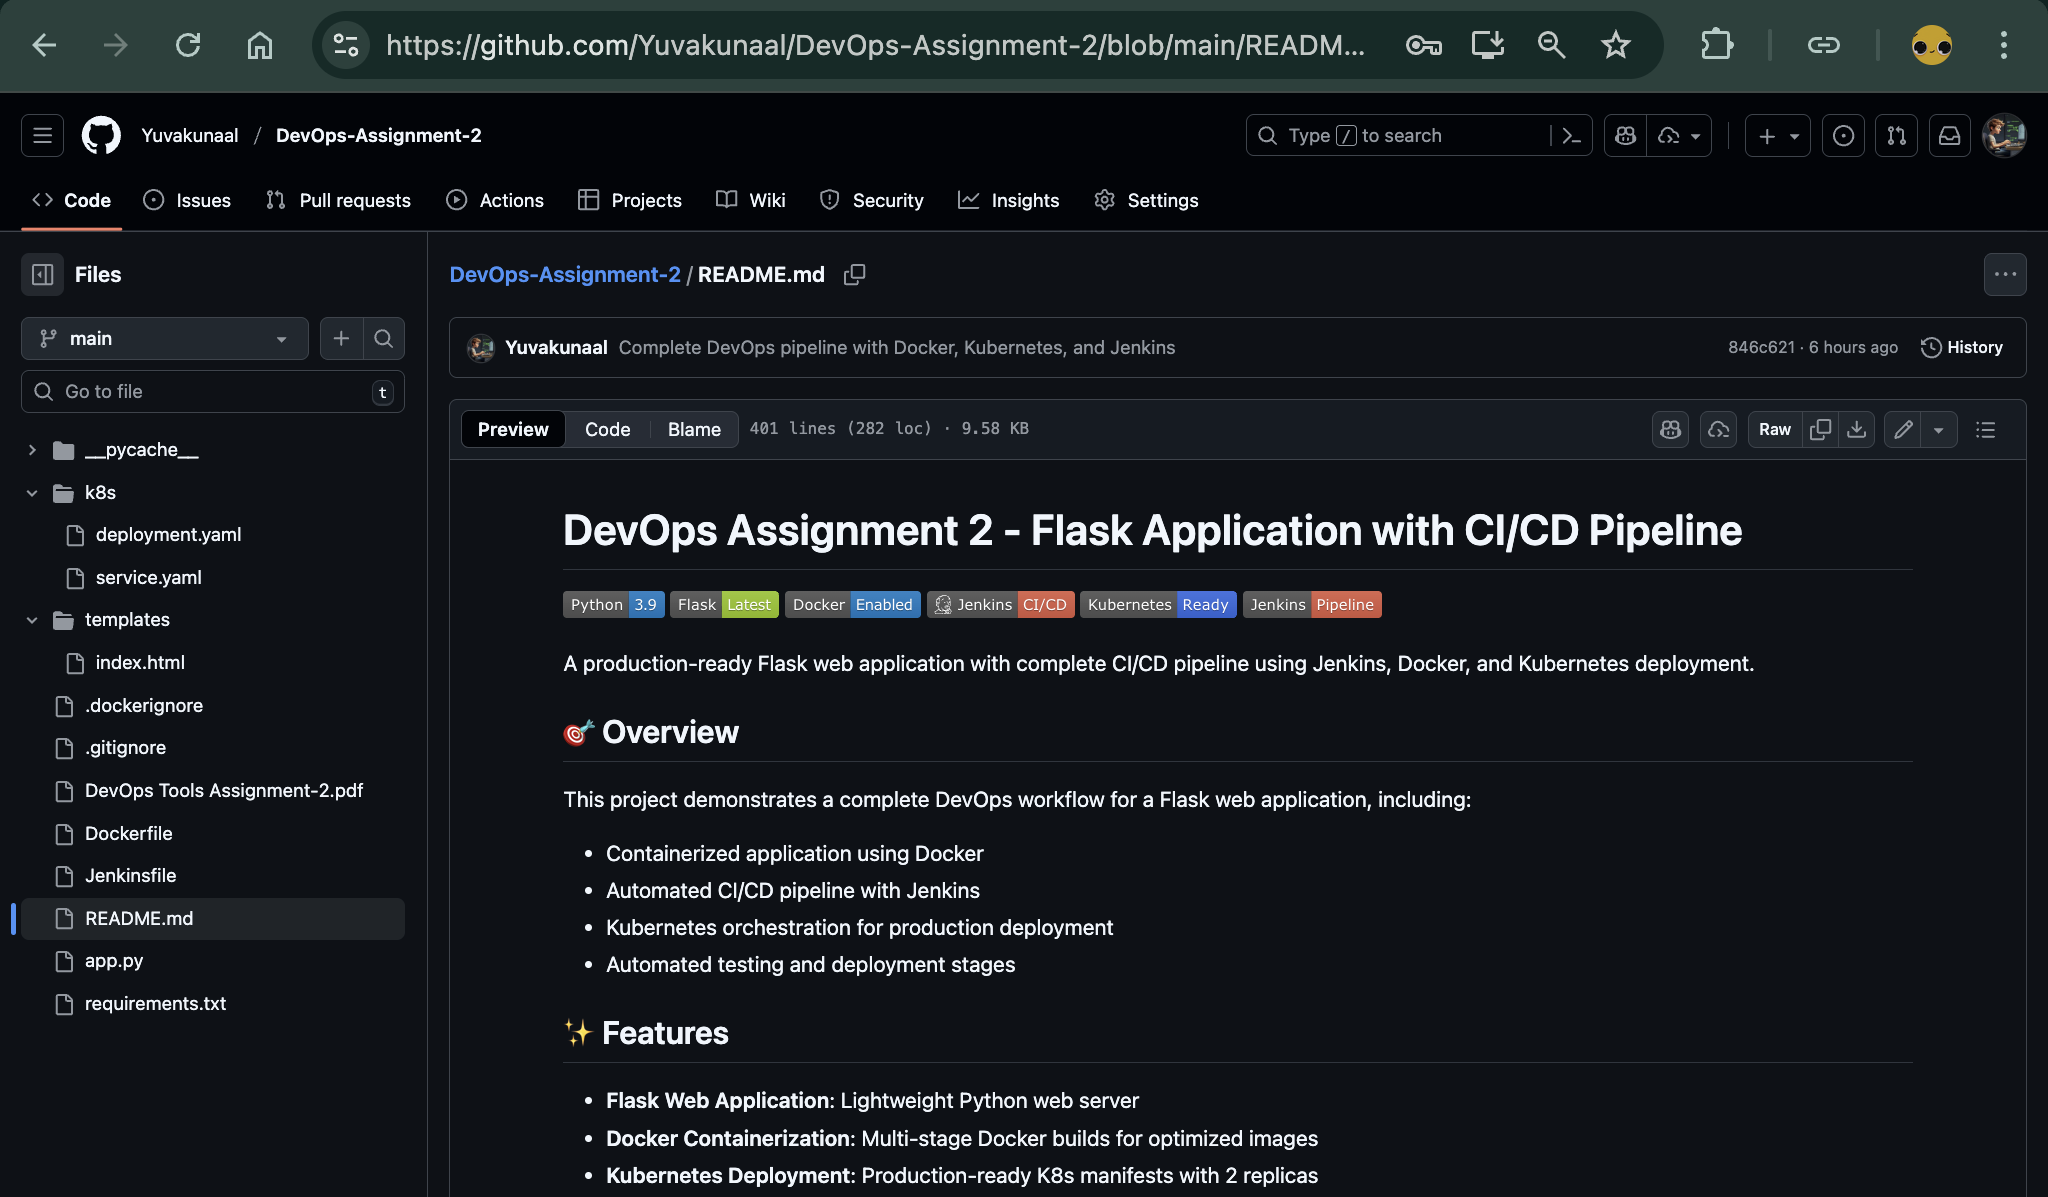 https://github.com/Yuvakunaal/DevOps-Assignment-2/blob/main/READM...
Yuvakunaal / DevOps-Assignment-2
Type / to search
Code
Issues
Pull requests
Actions
Projects
Wiki
Security
Insights
Settings
Files
main
Go to file
t
__pycache__
k8s
deployment.yaml
service.yaml
templates
index.html
.dockerignore
.gitignore
DevOps Tools Assignment-2.pdf
Dockerfile
Jenkinsfile
README.md
app.py
requirements.txt
DevOps-Assignment-2 / README.md
Yuvakunaal Complete DevOps pipeline with Docker, Kubernetes, and Jenkins
846c621 · 6 hours ago
History
Preview
Code
Blame
401 lines (282 loc) · 9.58 KB
Raw
DevOps Assignment 2 - Flask Application with CI/CD Pipeline
Python 3.9 Flask Latest Docker Enabled Jenkins CI/CD Kubernetes Ready Jenkins Pipeline
A production-ready Flask web application with complete CI/CD pipeline using Jenkins, Docker, and Kubernetes deployment.
🎯 Overview
This project demonstrates a complete DevOps workflow for a Flask web application, including:
• Containerized application using Docker
• Automated CI/CD pipeline with Jenkins
• Kubernetes orchestration for production deployment
• Automated testing and deployment stages
✨ Features
• Flask Web Application: Lightweight Python web server
• Docker Containerization: Multi-stage Docker builds for optimized images
• Kubernetes Deployment: Production-ready K8s manifests with 2 replicas